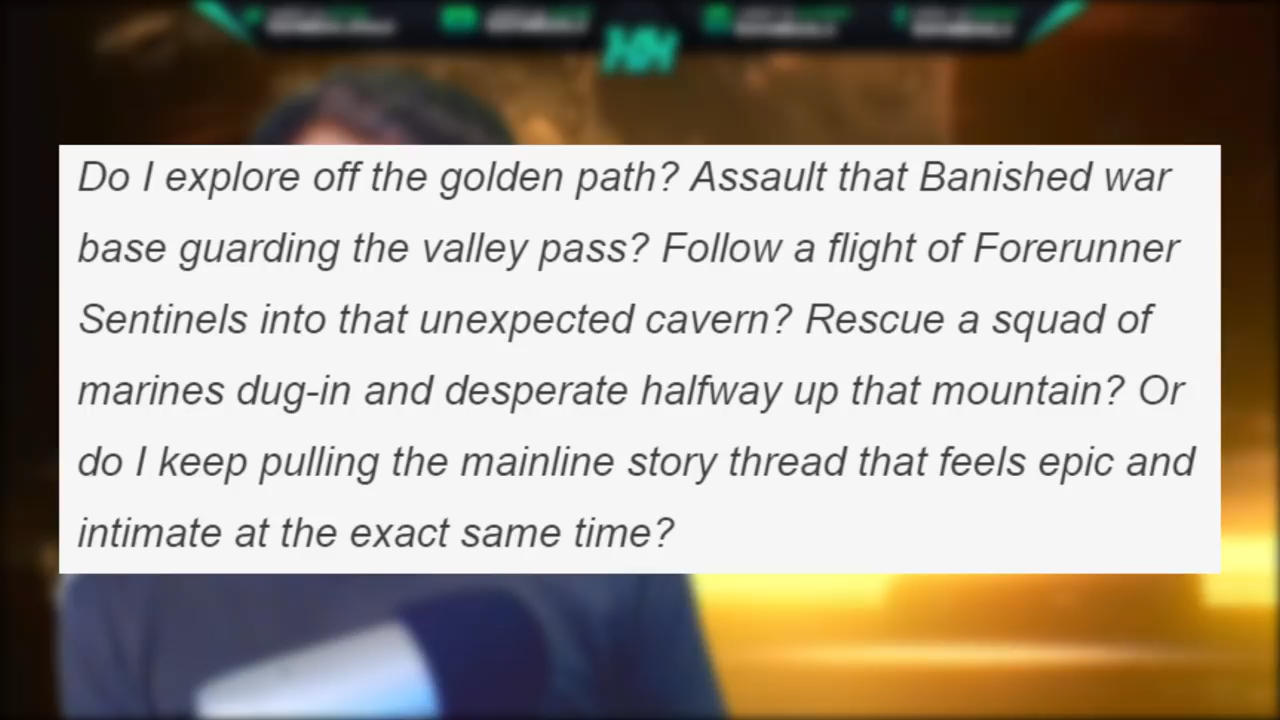 HH
Do I explore off the golden path? Assault that Banished war
base guarding the valley pass? Follow a flight of Forerunner
Sentinels into that unexpected cavern? Rescue a squad of
marines dug-in and desperate halfway up that mountain? Or
do I keep pulling the mainline story thread that feels epic and
intimate at the exact same time?